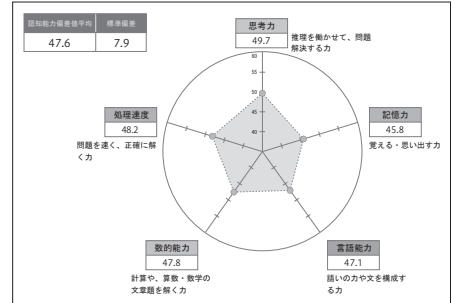 認知能力偏差値平均 標準偏差
47.6 7.9
思考力
49.7
推理を働かせて、問題
解決する力
60
55
50
45
40
処理速度
48.2
問題を速く、正確に解
く力
記憶力
45.8
覚える・思い出す力
数的能力
47.8
計算や、算数・数学の
文章題を解く力
言語能力
47.1
語いの力や文を構成す
る力